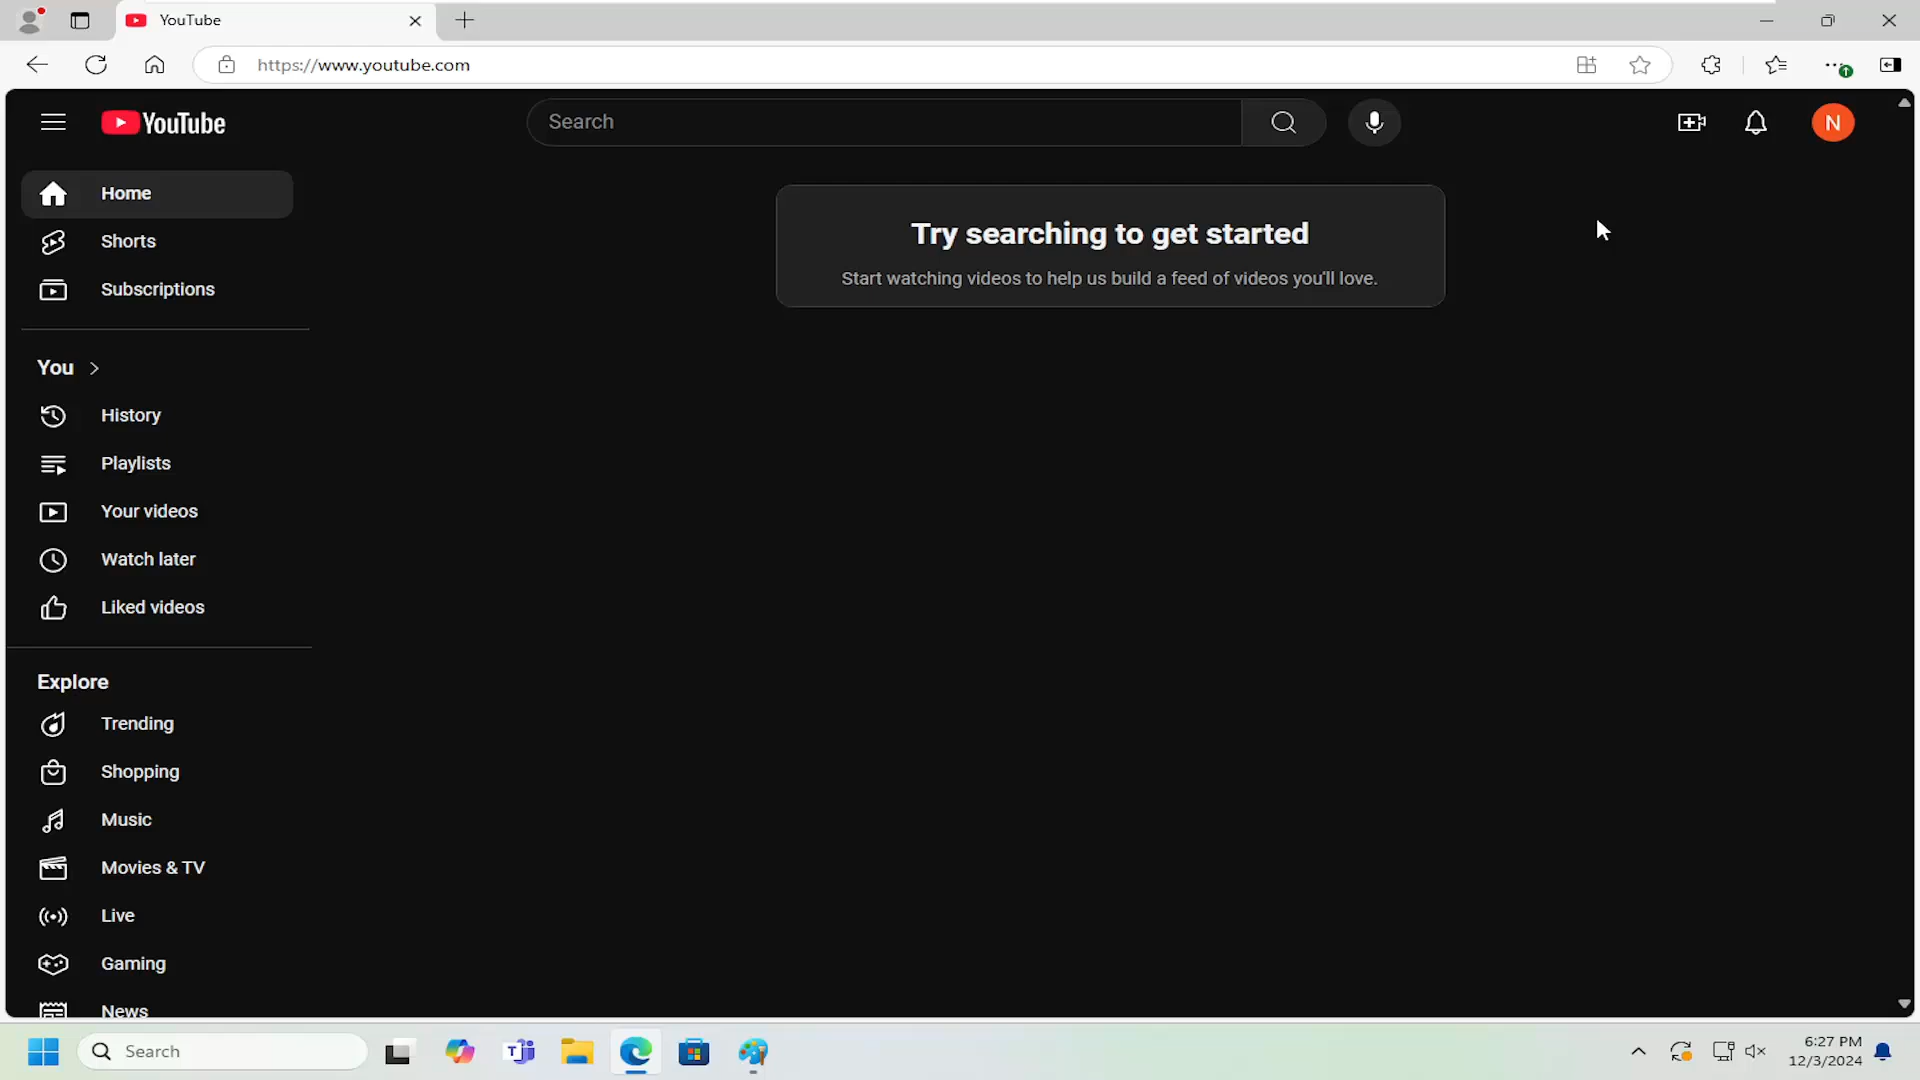 YouTube
https://www.youtube.com
YouTube
Search
N
Home
Try searching to get started
Shorts
Start watching videos to help us build a feed of videos you'll love.
Subscriptions
You
History
Playlists
Your videos
Watch later
Liked videos
Explore
Trending
Shopping
Music
Movies & TV
Live
Gaming
News
Search
6:27 PM
12/3/2024